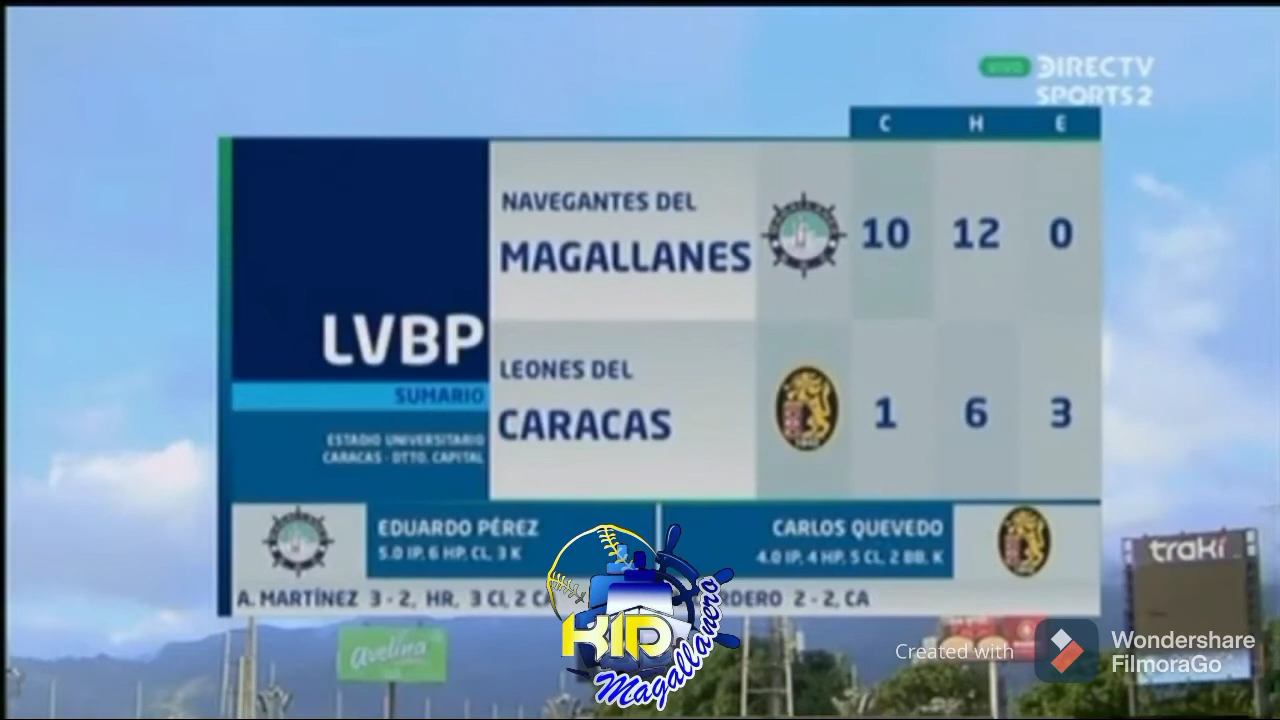 VIVO DIRECTV
SPORTS 2
C H E
NAVEGANTES DEL
MAGALLANES 10 12 0
LVBP
SUMARIO
ESTADIO UNIVERSITARIO
CARACAS - DTTO. CAPITAL
LEONES DEL
CARACAS 1 6 3
EDUARDO PÉREZ
5.0 IP, 6 HP, CL, 3 K
CARLOS QUEVEDO
4.0 IP, 4 HP, 5 CL, 2 BB, K
A. MARTÍNEZ 3 - 2, HR, 3 CI, 2 CA
RDERO 2 - 2, CA
KID
Magallanero
traki
avelina
Created with
Wondershare
FilmoraGo